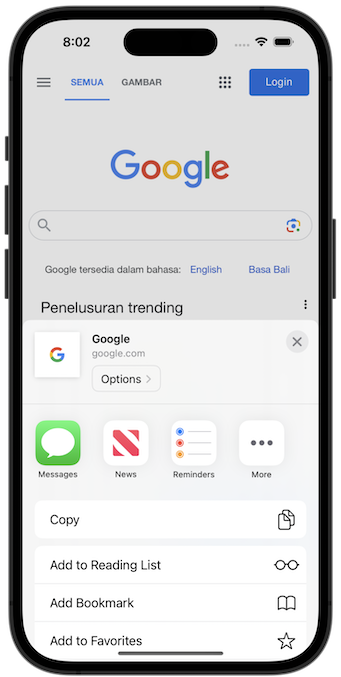 8:02
SEMUA GAMBAR Login
Google
Google tersedia dalam bahasa: English Basa Bali
Penelusuran trending
Google
google.com
Options
Messages News Reminders More
Copy
Add to Reading List
Add Bookmark
Add to Favorites